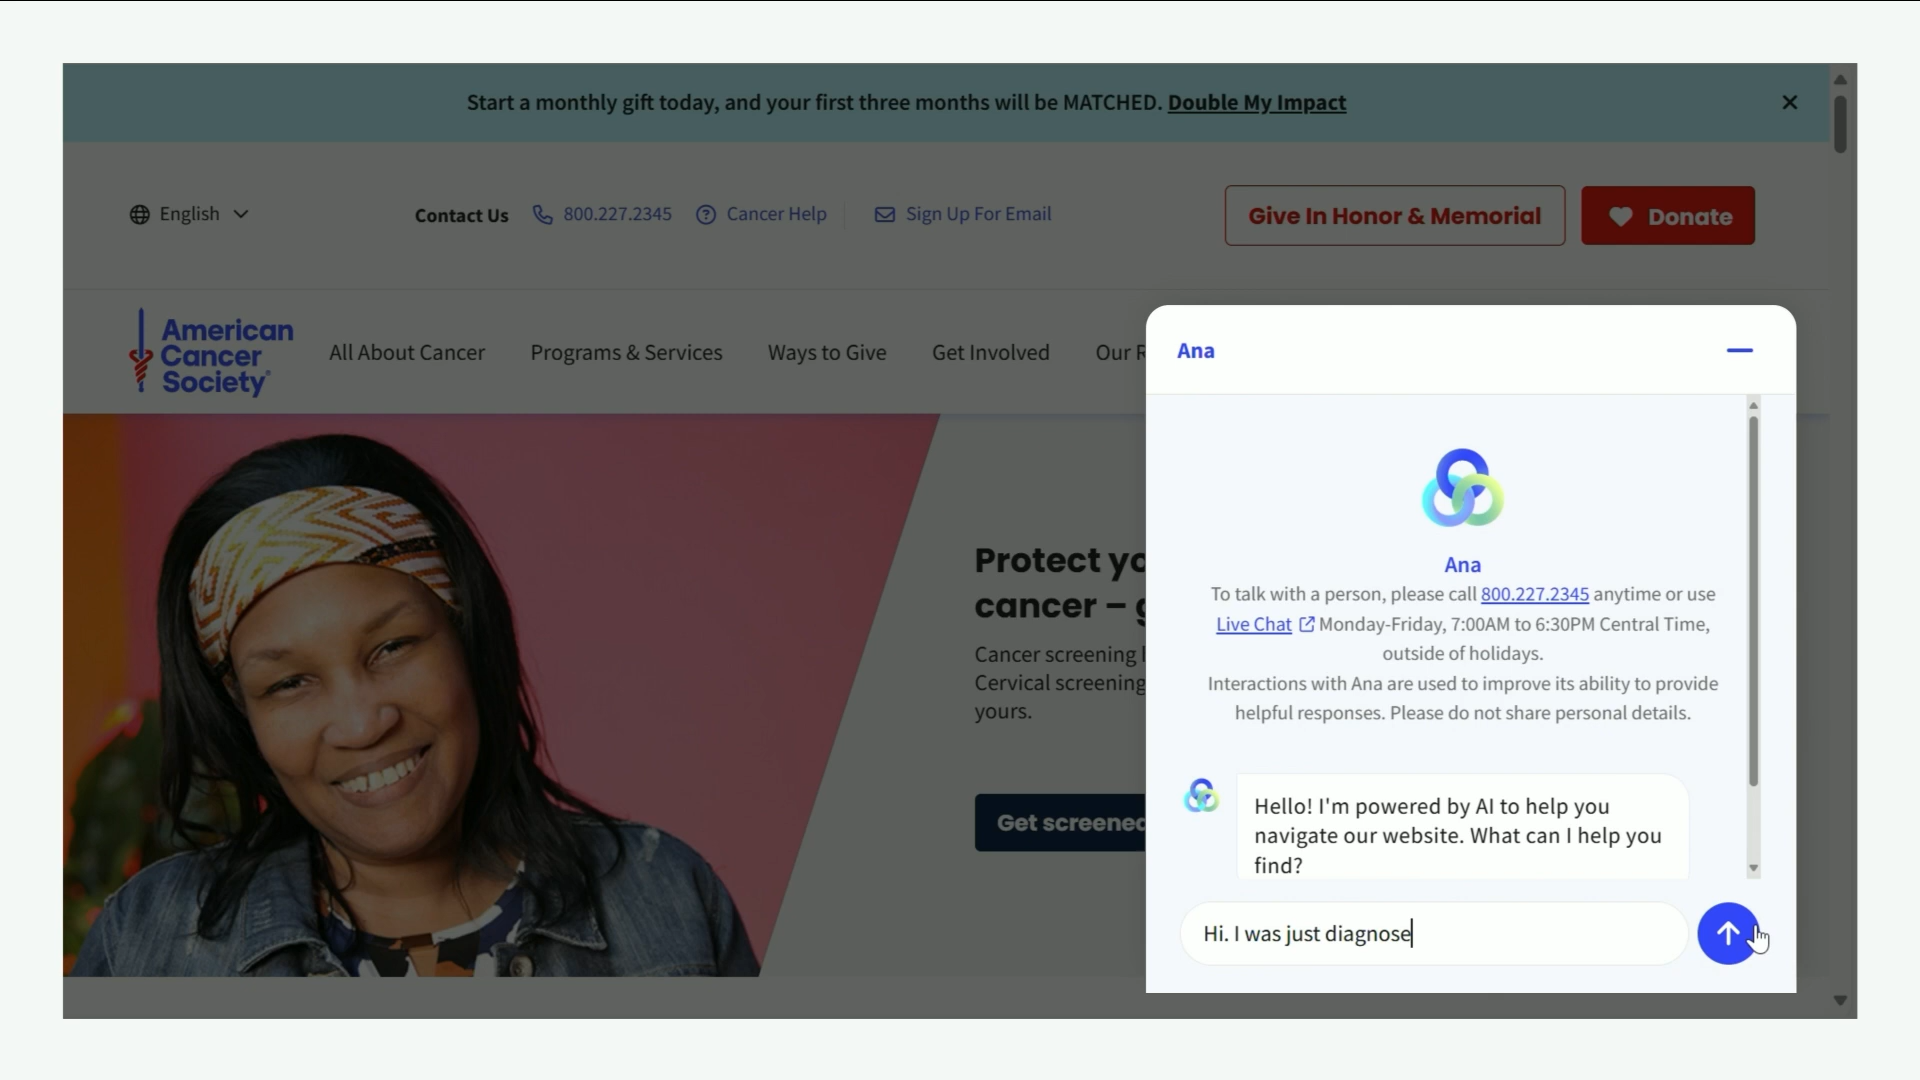 Start a monthly gift today, and your first three months will be MATCHED. Double My Impact
English
Contact Us
800.227.2345
Cancer Help
Sign Up For Email
Give In Honor & Memorial
Donate
American
Cancer
Society®
All About Cancer
Programs & Services
Ways to Give
Get Involved
Our
Protect
cancer –
Cancer screening
Cervical screening
yours.
Get screened
Ana
Ana
To talk with a person, please call 800.227.2345 anytime or use
Live Chat Monday-Friday, 7:00AM to 6:30PM Central Time,
outside of holidays.
Interactions with Ana are used to improve its ability to provide
helpful responses. Please do not share personal details.
Hello! I'm powered by AI to help you
navigate our website. What can I help you
find?
Hi. I was just diagnose